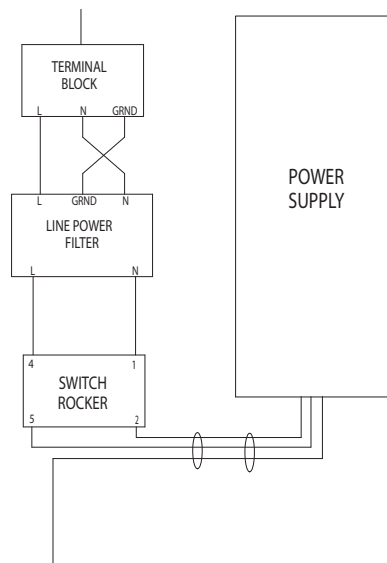 TERMINAL
BLOCK
L N GRND
L GRND N
LINE POWER
FILTER
L N
4 1
SWITCH
ROCKER
5 2
POWER
SUPPLY